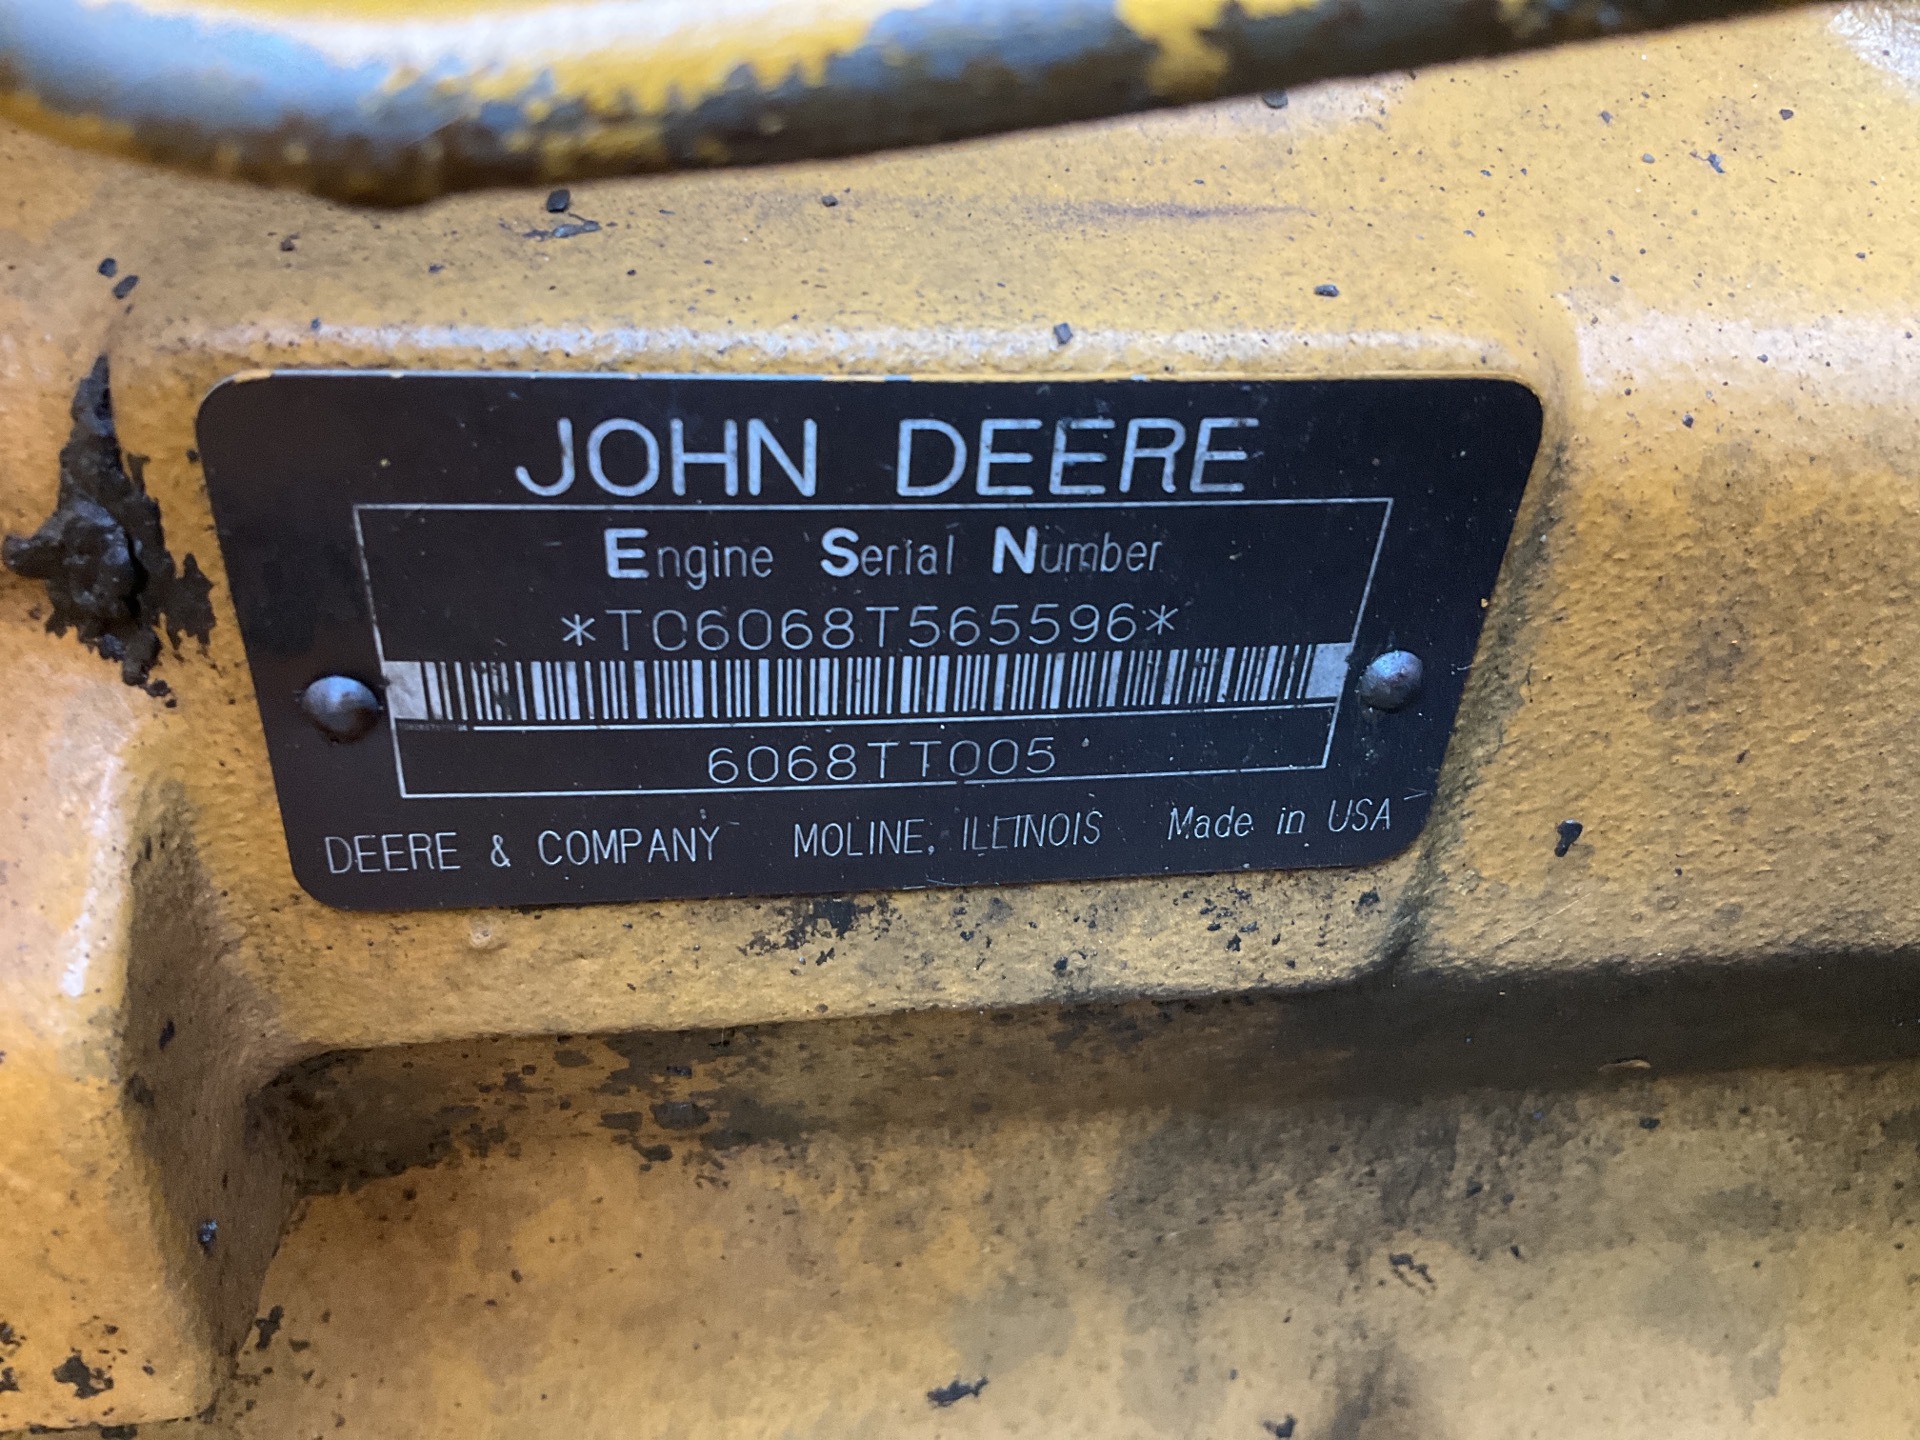 JOHN DEERE
Engine Serial Number
*TC6068T565596*
6068TT005
DEERE & COMPANY MOLINE, ILLINOIS Made in USA